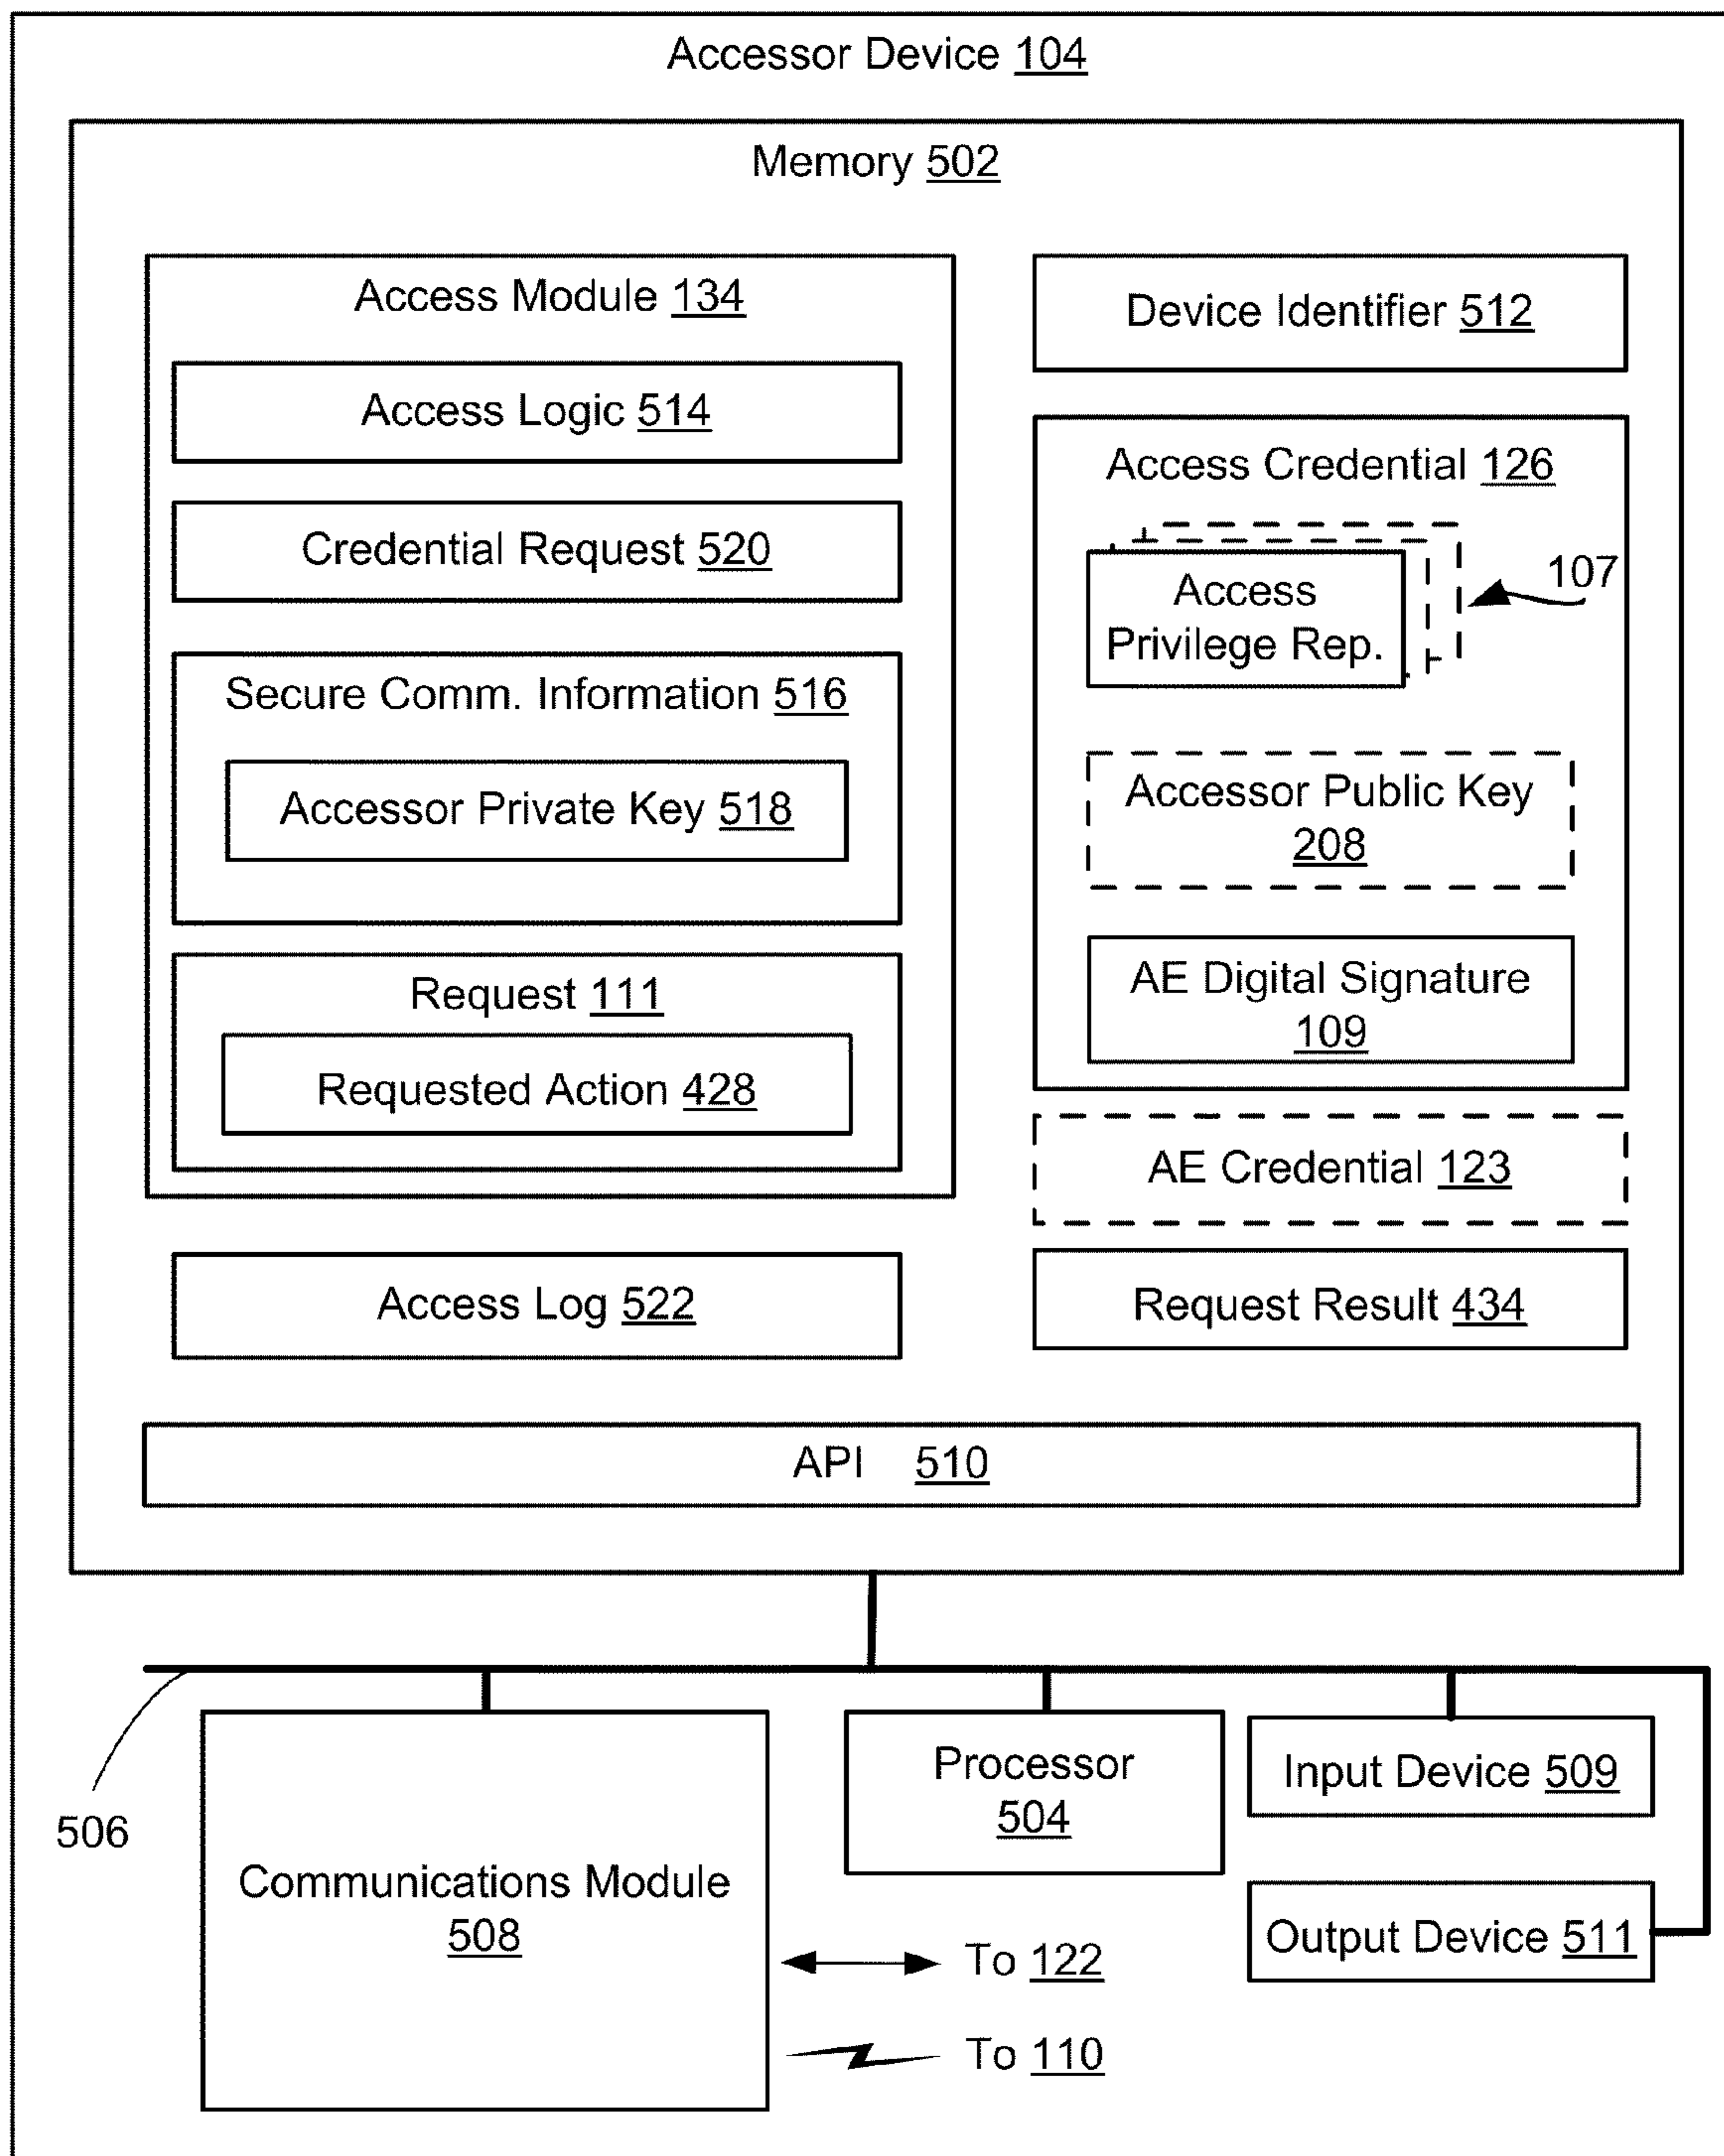 Accessor Device 104
Memory 502
Access Module 134
Access Logic 514
Credential Request 520
Secure Comm. Information 516
Accessor Private Key 518
Request 111
Requested Action 428
Access Log 522
Device Identifier 512
Access Credential 126
Access
Privilege Rep.
107
Accessor Public Key
208
AE Digital Signature
109
AE Credential 123
Request Result 434
API 510
506
Communications Module
508
Processor
504
Input Device 509
Output Device 511
To 122
To 110